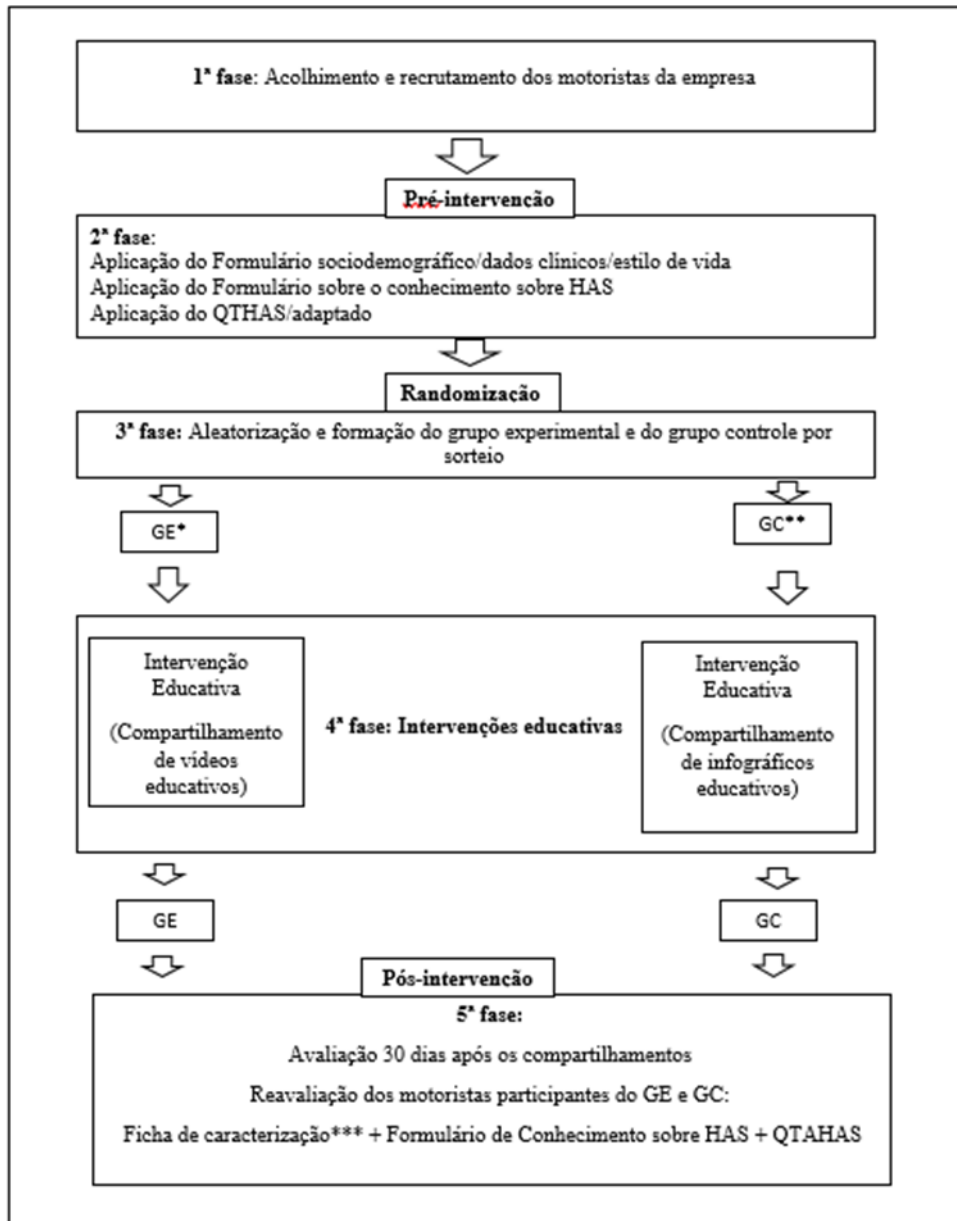 1ª fase: Acolhimento e recrutamento dos motoristas da empresa
Pré-intervenção
2ª fase:
Aplicação do Formulário sociodemográfico/dados clínicos/estilo de vida
Aplicação do Formulário sobre o conhecimento sobre HAS
Aplicação do QTHAS/adaptado
Randomização
3ª fase: Aleatorização e formação do grupo experimental e do grupo controle por
sorteio
GE*
GC**
Intervenção
Educativa
(Compartilhamento
de vídeos
educativos)
4ª fase: Intervenções educativas
Intervenção
Educativa
(Compartilhamento
de infográficos
educativos)
GE
GC
Pós-intervenção
5ª fase:
Avaliação 30 dias após os compartilhamentos
Reavaliação dos motoristas participantes do GE e GC:
Ficha de caracterização*** + Formulário de Conhecimento sobre HAS + QTAHAS